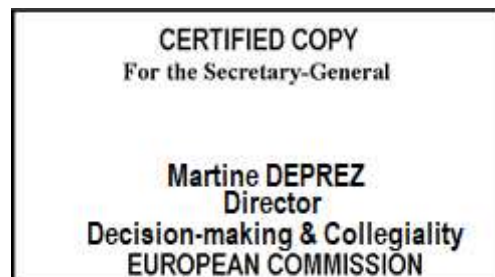 CERTIFIED COPY
For the Secretary-General
Martine DEPREZ
Director
Decision-making & Collegiality
EUROPEAN COMMISSION